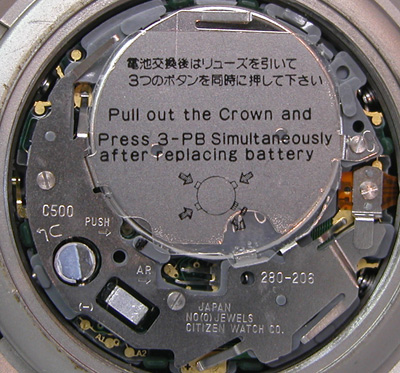 電池交換後はリューズを引いて
3つのボタンを同時に押して下さい
Pull out the Crown and
Press 3-PB Simultaneously
after replacing battery
C500
PUSH
AR
280-206
(-)
JAPAN
NO(0)JEWELS
CITIZEN WATCH CO.
+